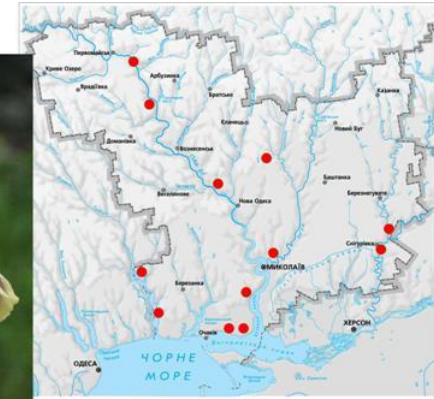 Первомайськ
Криве Озеро
Врадіївка
Арбузинка
Братське
Казанка
Єланець
Новий Буг
Доманівка
Вознесенськ
Веселинове
Баштанка
Березнегувате
Нова Одеса
Снігурівка
МИКОЛАЇВ
Березанка
Очаків
ХЕРСОН
ОДЕСА
ЧОРНЕ
МОРЕ